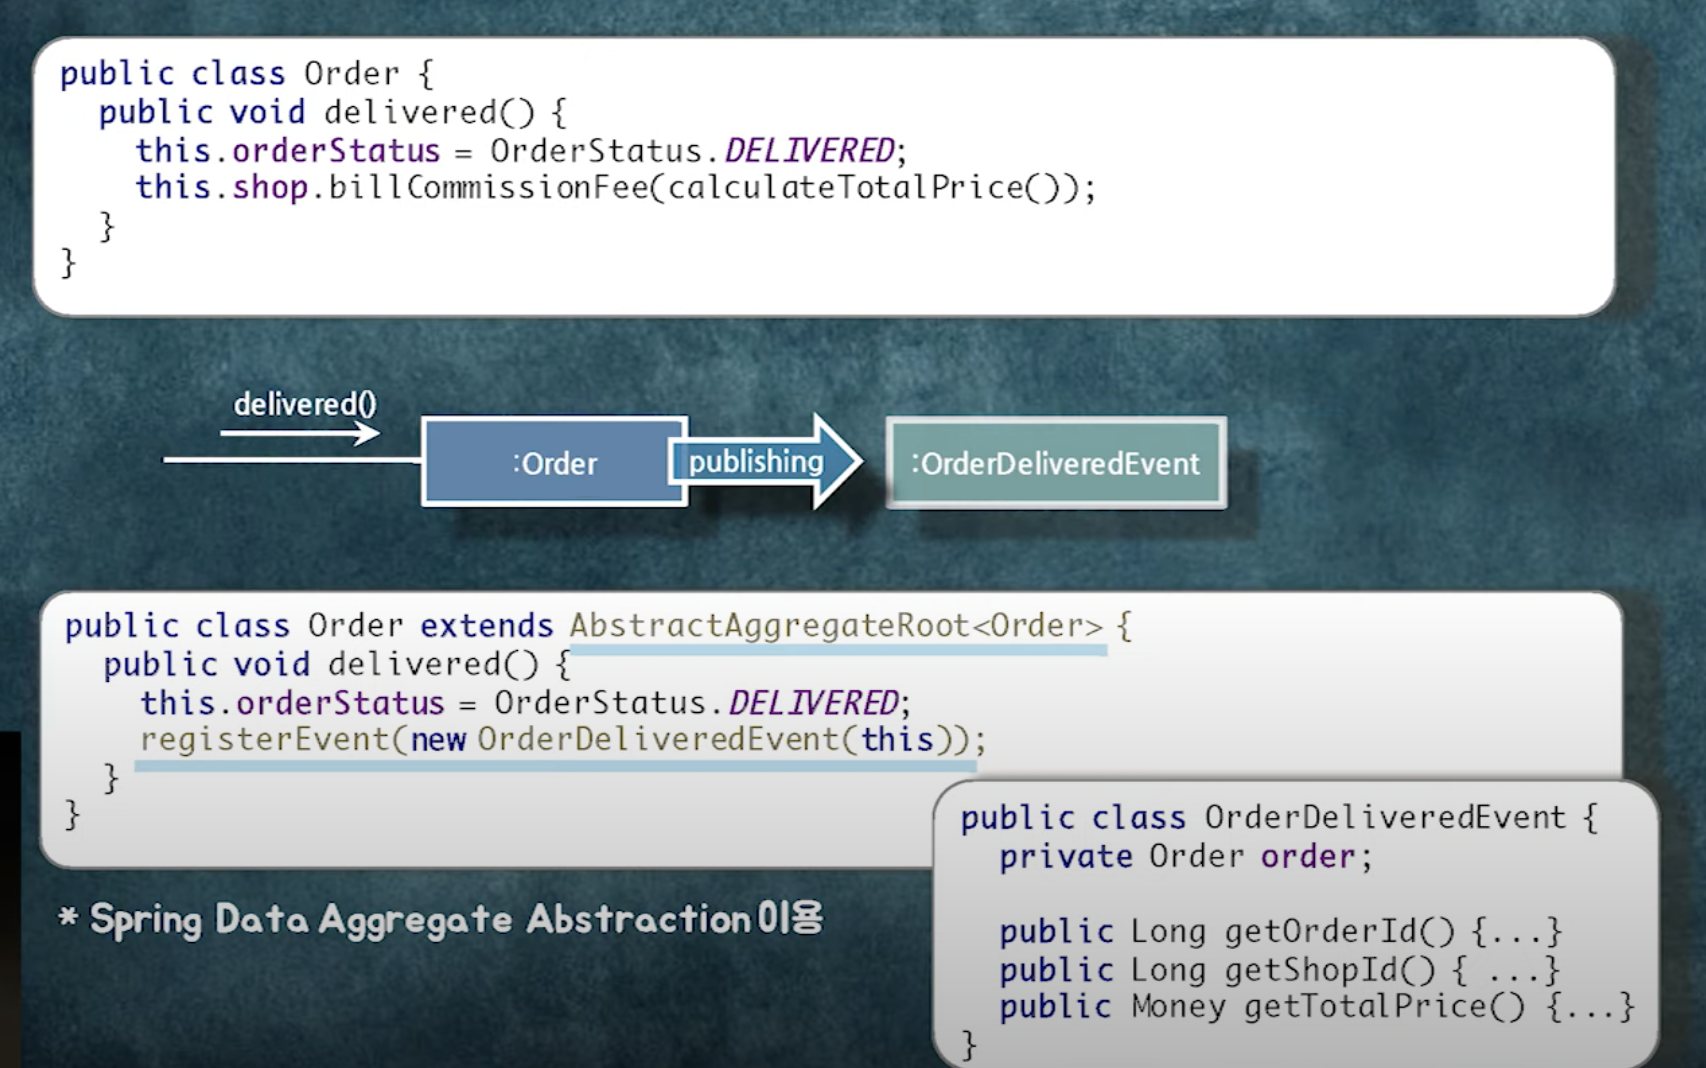 public class Order {
public void delivered() {
this.orderStatus = OrderStatus.DELIVERED;
this.shop.billCommissionFee(calculateTotalPrice());
}
}
delivered()
:Order
publishing
:OrderDeliveredEvent
public class Order extends AbstractAggregateRoot<Order> {
public void delivered() {
this.orderStatus = OrderStatus.DELIVERED;
registerEvent(new OrderDeliveredEvent(this));
}
}
* Spring Data Aggregate Abstraction 이용
public class OrderDeliveredEvent {
private Order order;
public Long getOrderId() {...}
public Long getShopId() { ...}
public Money getTotalPrice() {...}
}